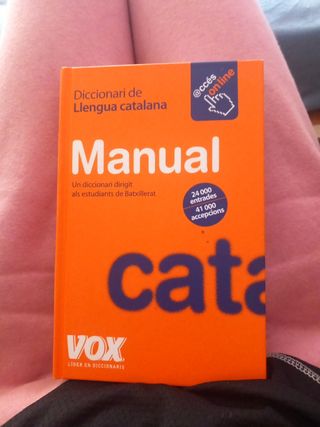 @ccés
online
Diccionari de
Llengua catalana
Manual
Un diccionari dirigit
als estudiants de Batxillerat
24 000
entrades
41 000
accepcions
cata
VOX
LÍDER EN DICCIONARIS